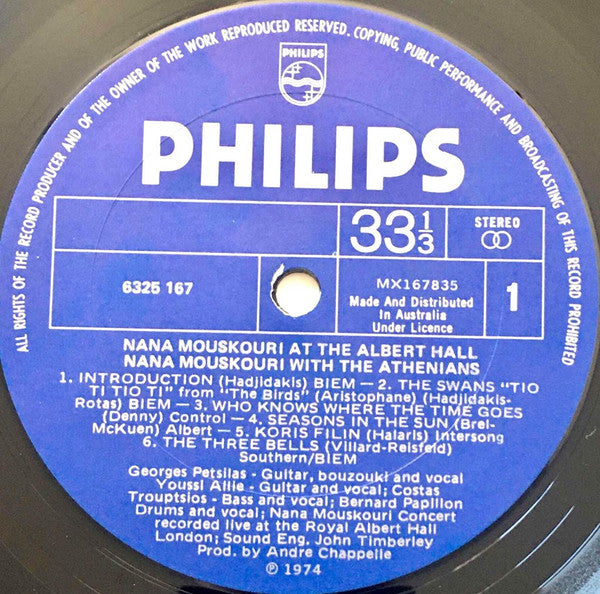 ALL RIGHTS OF THE RECORD PRODUCER AND OF THE OWNER OF THE WORK REPRODUCED RESERVED. COPYING, PUBLIC PERFORMANCE AND BROADCASTING OF THIS RECORD PROHIBITED
PHILIPS
PHILIPS
33 1/3
STEREO
6325 167
MX167835
Made And Distributed
In Australia
Under Licence
1
NANA MOUSKOURI AT THE ALBERT HALL
NANA MOUSKOURI WITH THE ATHENIANS
1. INTRODUCTION (Hadjidakis) BIEM — 2. THE SWANS "TIO
TI TIO TI" from "The Birds" (Aristophane) (Hadjidakis-
Rotas) BIEM — 3. WHO KNOWS WHERE THE TIME GOES
(Denny) Control — 4. SEASONS IN THE SUN (Brel-
McKuen) Albert — 5. KORIS FILIN (Halaris) Intersong
6. THE THREE BELLS (Villard-Reisfeld)
Southern/BIEM
Georges Petsilas - Guitar, bouzouki and vocal
Youssi Allie - Guitar and vocal; Costas
Trouptsios - Bass and vocal; Bernard Papillon
Drums and vocal; Nana Mouskouri Concert
recorded live at the Royal Albert Hall
London; Sound Eng. John Timberley
Prod. by Andre Chappelle
℗ 1974